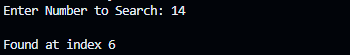 Enter Number to Search: 14
Found at index 6